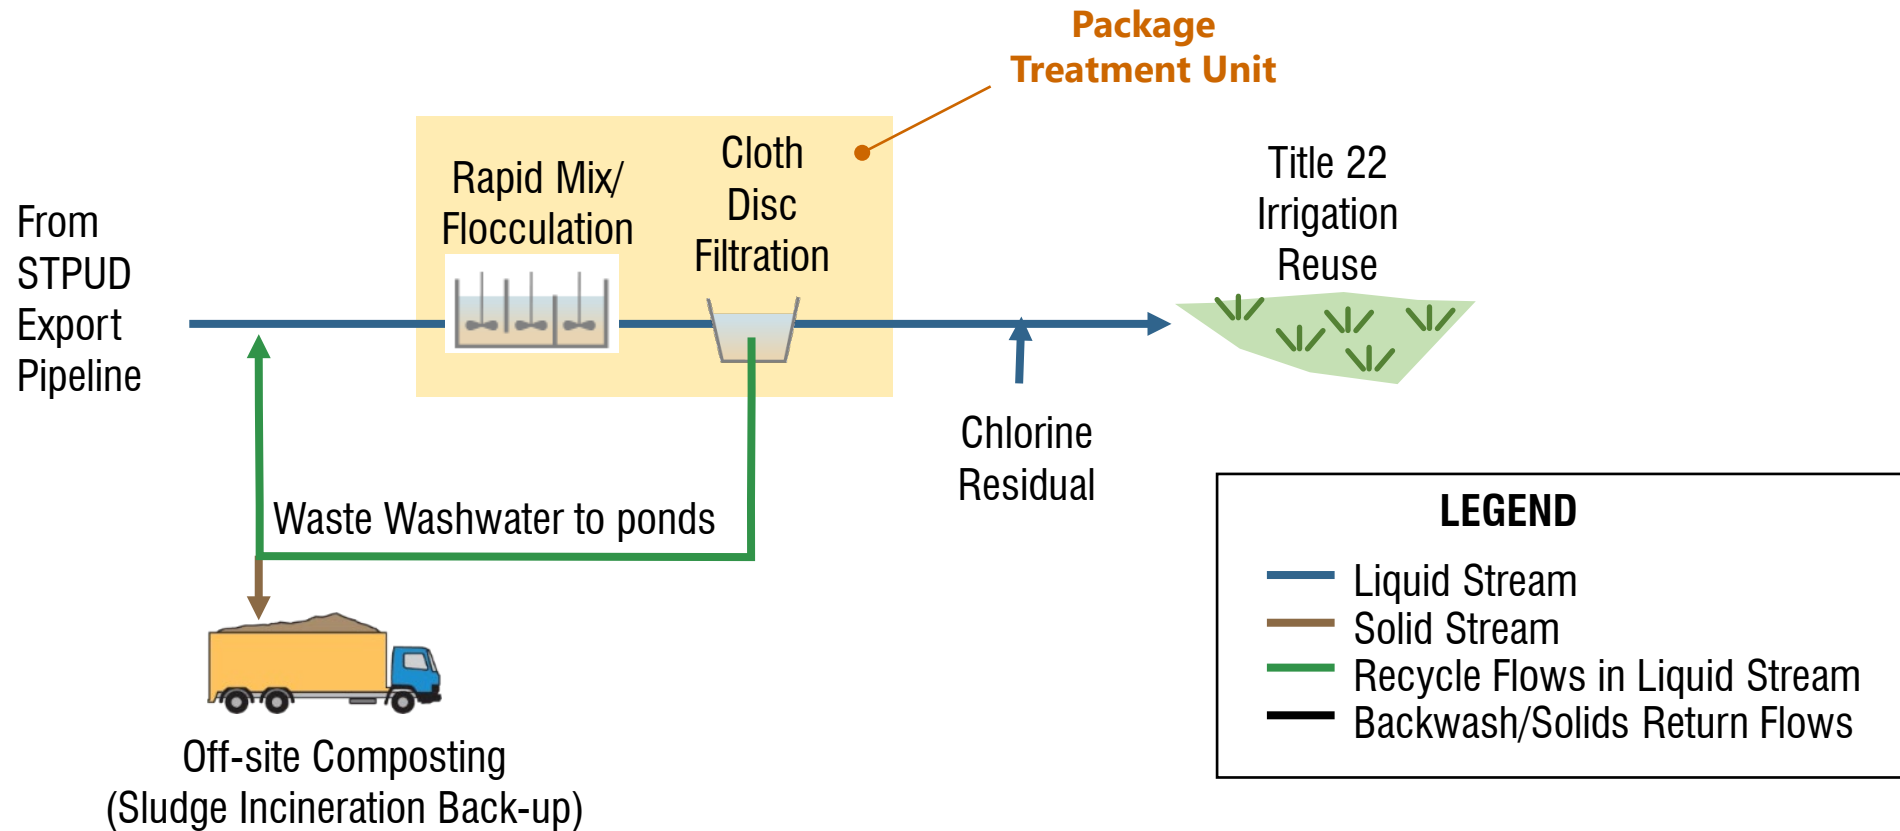 Package
Treatment Unit
Rapid Mix/
Flocculation
Cloth
Disc
Filtration
Title 22
Irrigation
Reuse
From
STPUD
Export
Pipeline
Chlorine
Residual
Waste Washwater to ponds
Off-site Composting
(Sludge Incineration Back-up)
LEGEND
Liquid Stream
Solid Stream
Recycle Flows in Liquid Stream
Backwash/Solids Return Flows